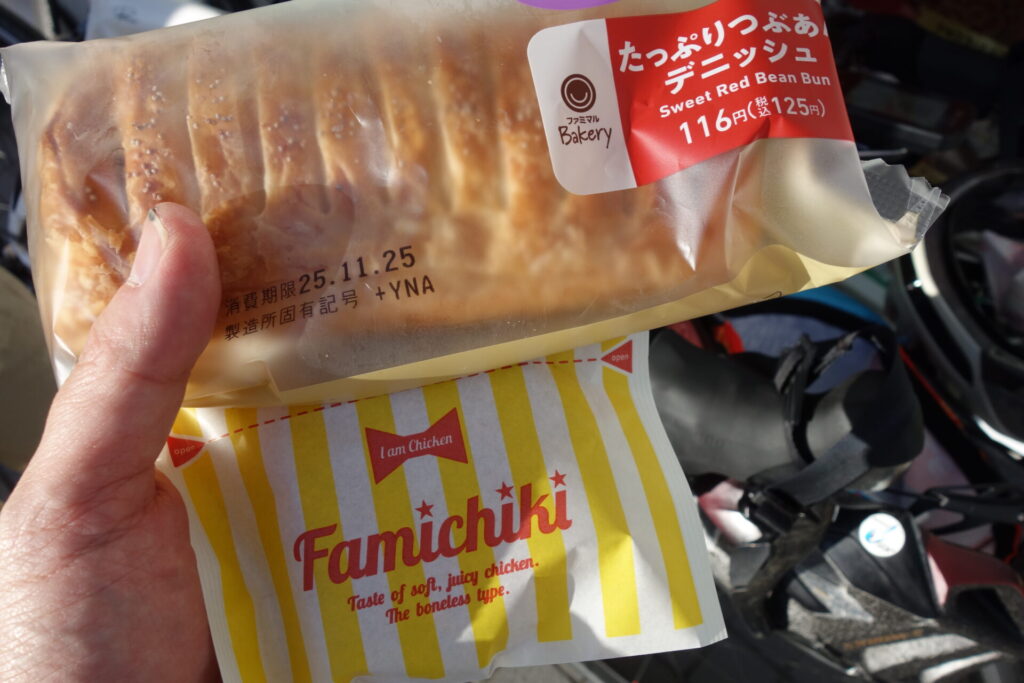 たっぷりつぶあん
デニッシュ
Sweet Red Bean Bun
116円(税込125円)
ファミマル
Bakery
消費期限25.11.25
製造所固有記号 +YNA
open
I am Chicken
open
Famichiki
Taste of soft, juicy chicken.
The boneless type.